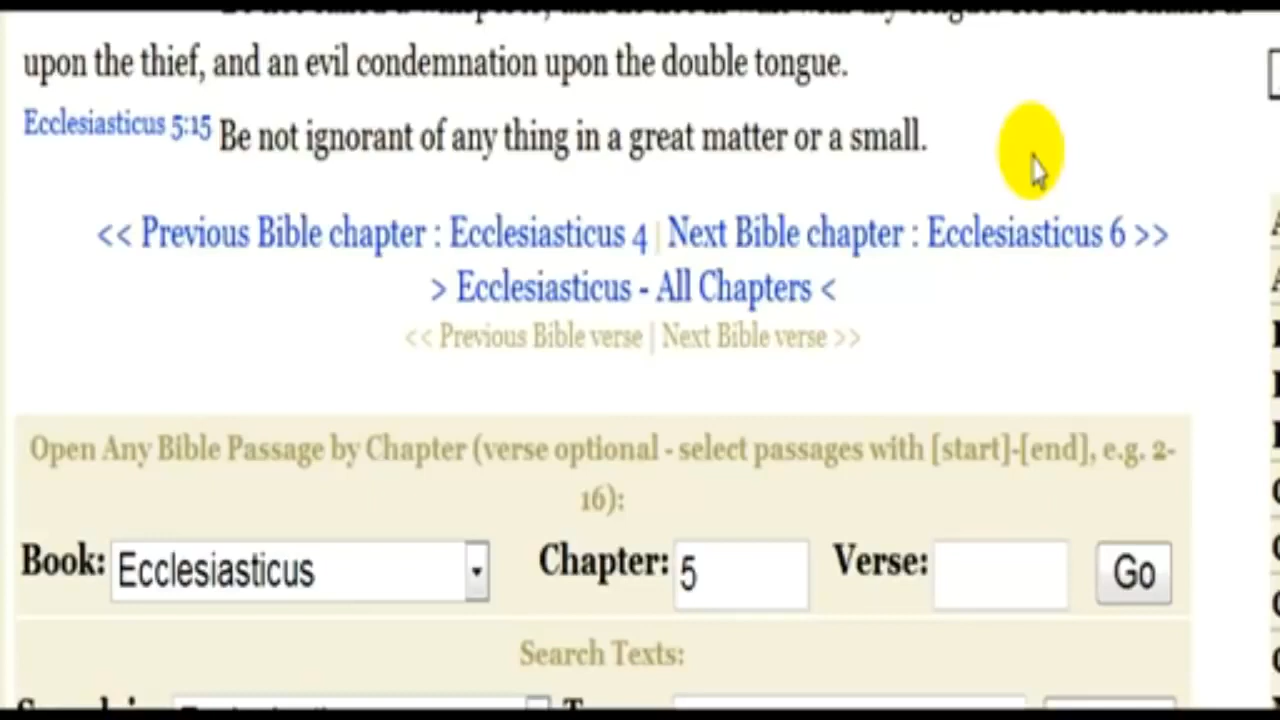 upon the thief, and an evil condemnation upon the double tongue.
Ecclesiasticus 5:15 Be not ignorant of any thing in a great matter or a small.
<< Previous Bible chapter : Ecclesiasticus 4 | Next Bible chapter : Ecclesiasticus 6 >>
> Ecclesiasticus - All Chapters <
<< Previous Bible verse | Next Bible verse >>
Open Any Bible Passage by Chapter (verse optional - select passages with [start]-[end], e.g. 2-
16):
Book: Ecclesiasticus Chapter: 5 Verse: Go
Search Texts: